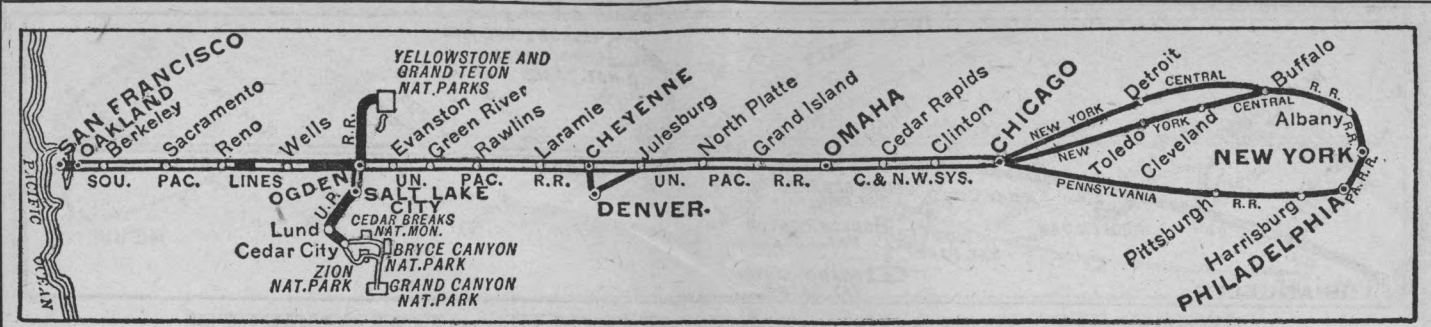 SAN FRANCISCO
OAKLAND
Berkeley
Sacramento
Reno
Wells
YELLOWSTONE AND
GRAND TETON
NAT. PARKS
R.R.
Evanston
Green River
Rawlins
Laramie
CHEYENNE
Julesburg
North Platte
Grand Island
OMAHA
Cedar Rapids
Clinton
CHICAGO
NEW YORK CENTRAL
Detroit
Buffalo
NEW YORK CENTRAL R.R.
Toledo
Cleveland
Albany
R.R.
NEW YORK
SOU. PAC. LINES
OGDEN
UN. PAC. R.R.
UN. PAC. R.R.
C. & N.W. SYS.
PENNSYLVANIA R.R.
PA. R.R.
U.P.
SALT LAKE
CITY
DENVER.
Pittsburgh
Harrisburg
PHILADELPHIA
Lund
CEDAR BREAKS
NAT. MON.
Cedar City
BRYCE CANYON
NAT. PARK
ZION
NAT. PARK
GRAND CANYON
NAT. PARK
PACIFIC OCEAN